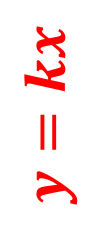 y = kx